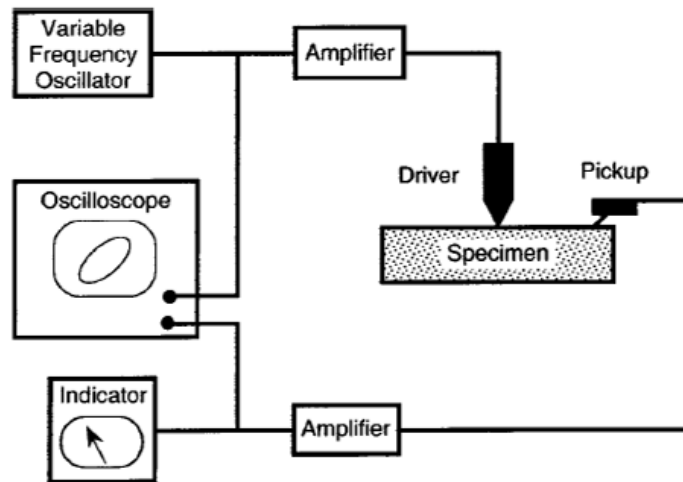 Variable
Frequency
Oscillator
Amplifier
Driver
Pickup
Oscilloscope
Specimen
Indicator
Amplifier